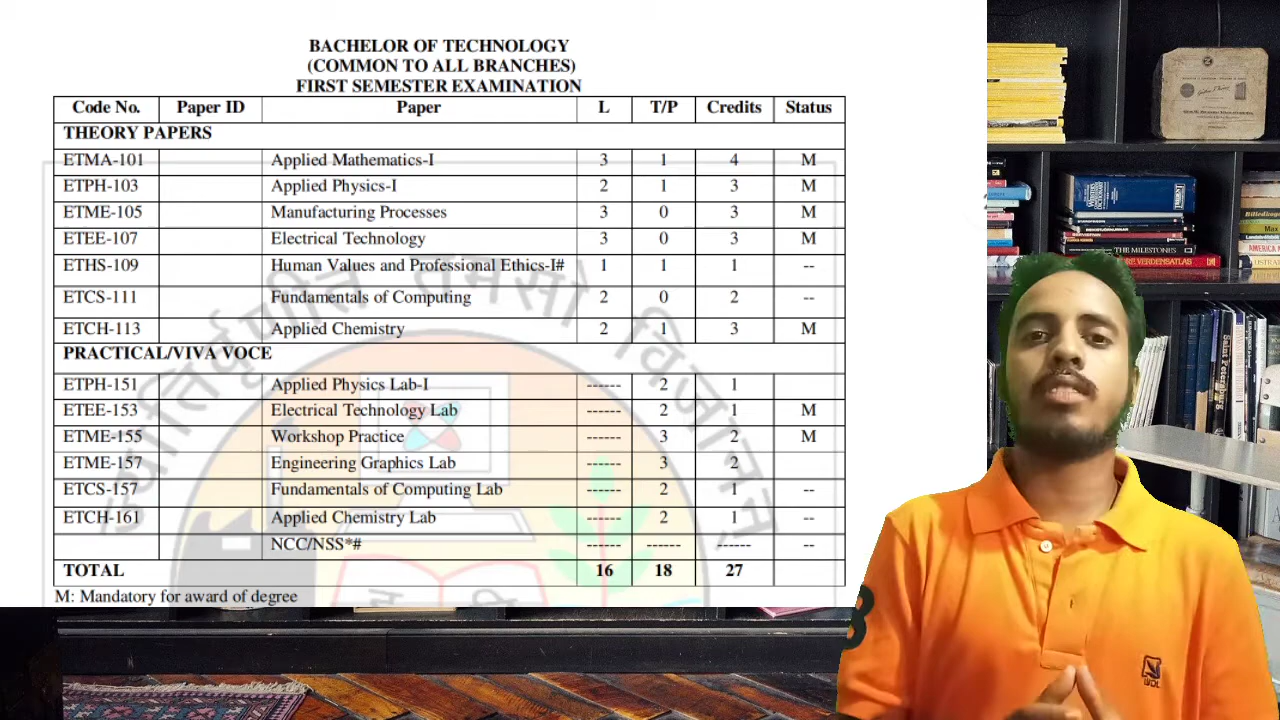 BACHELOR OF TECHNOLOGY
(COMMON TO ALL BRANCHES)
FIRST SEMESTER EXAMINATION
Code No. Paper ID Paper L T/P Credits Status
THEORY PAPERS
ETMA-101 Applied Mathematics-I 3 1 4 M
ETPH-103 Applied Physics-I 2 1 3 M
ETME-105 Manufacturing Processes 3 0 3 M
ETEE-107 Electrical Technology 3 0 3 M
ETHS-109 Human Values and Professional Ethics-I# 1 1 1 --
ETCS-111 Fundamentals of Computing 2 0 2 --
ETCH-113 Applied Chemistry 2 1 3 M
PRACTICAL/VIVA VOCE
ETPH-151 Applied Physics Lab-I ------ 2 1
ETEE-153 Electrical Technology Lab ------ 2 1 M
ETME-155 Workshop Practice ------ 3 2 M
ETME-157 Engineering Graphics Lab ------ 3 2
ETCS-157 Fundamentals of Computing Lab ------ 2 1 --
ETCH-161 Applied Chemistry Lab ------ 2 1 --
NCC/NSS*# ------ ------ ------ --
TOTAL 16 18 27
M: Mandatory for award of degree
THE MILESTONES
Saint Petersburg